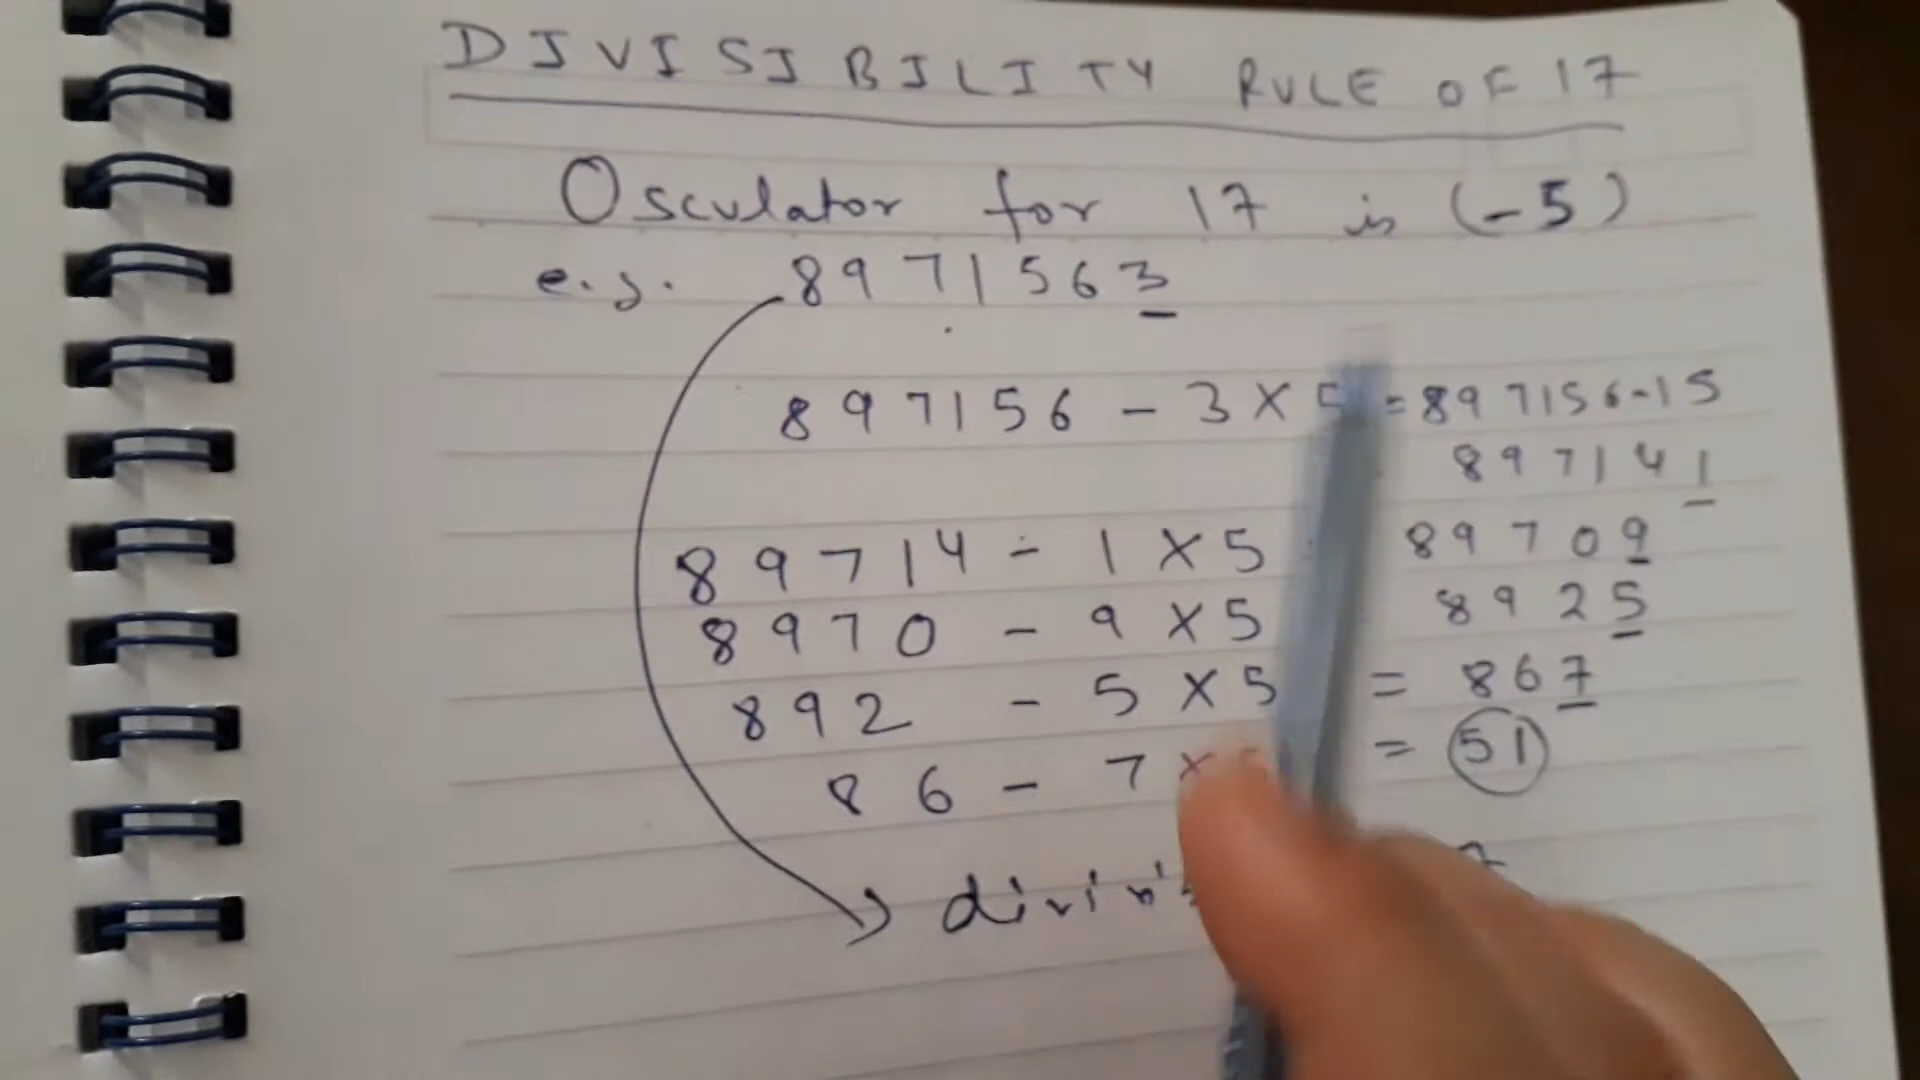 DIVISIBILITY RULE OF 17
Osculator for 17 is (-5)
e.g. 8971563
897156 - 3 X 5 = 897156-15
897141
89714 - 1 X 5 89709
8970 - 9 X 5 8925
892 - 5 X 5 = 867
86 - 7 X 5 = 51